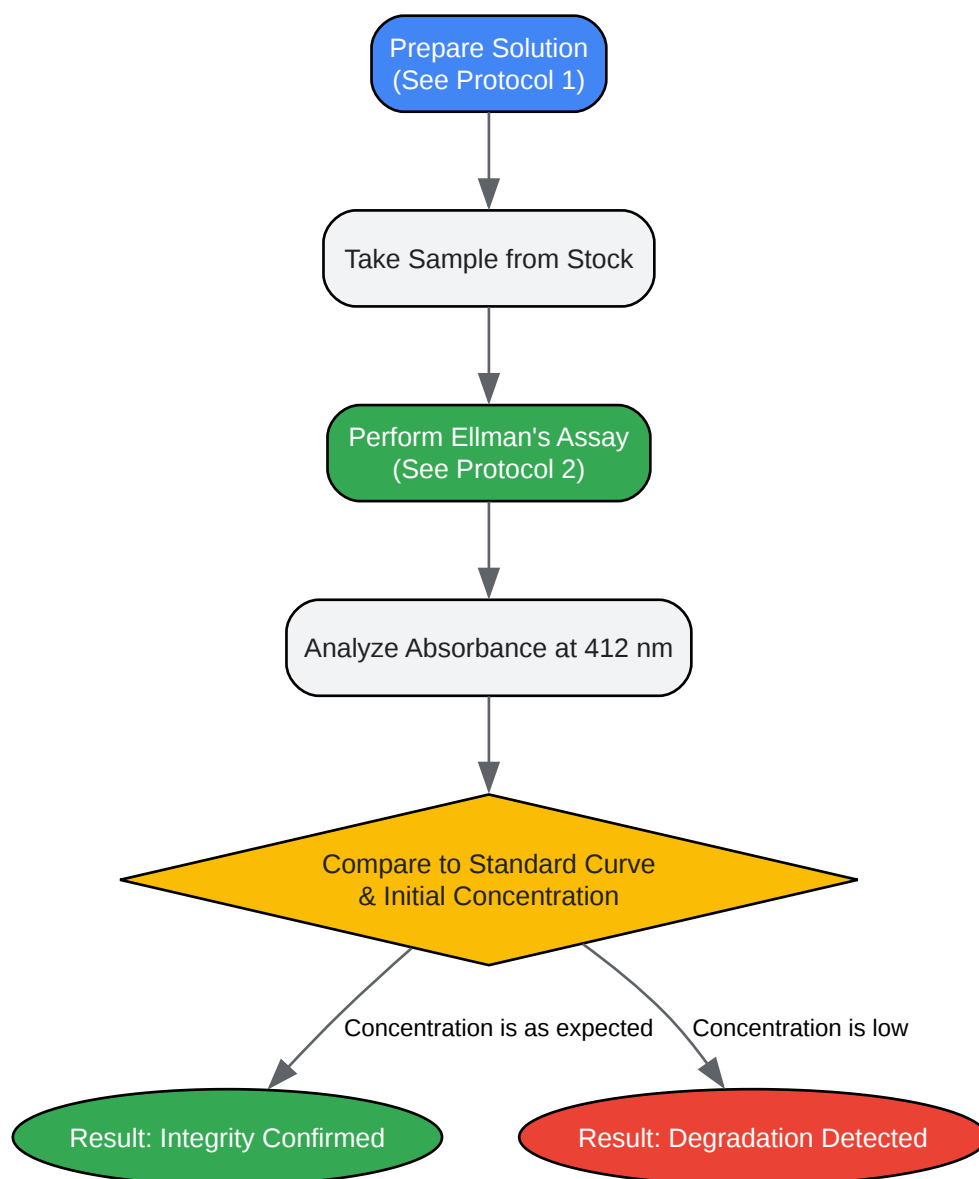 Prepare Solution
(See Protocol 1)
Take Sample from Stock
Perform Ellman's Assay
(See Protocol 2)
Analyze Absorbance at 412 nm
Compare to Standard Curve
& Initial Concentration
Concentration is as expected
Concentration is low
Result: Integrity Confirmed
Result: Degradation Detected